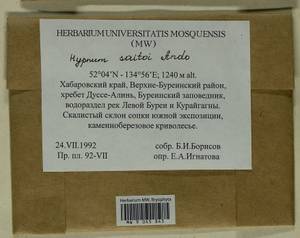 HERBARIUM UNIVERSITATIS MOSQUENSIS
(MW)
Hypnum saitoi Ando
52°04'N - 134°56'E; 1240 м alt.
Хабаровский край, Верхне-Буреинский район,
хребет Дуссе-Алинь, Буреинский заповедник,
водораздел рек Левой Буреи и Курайгагны.
Скалистый склон сопки южной экспозиции,
каменноберезовое криволесье.
24.VII.1992 собр. Б.И.Борисов
Пр. пл. 92-VII опр. Е.А.Игнатова
Herbarium MW, Bryophyta